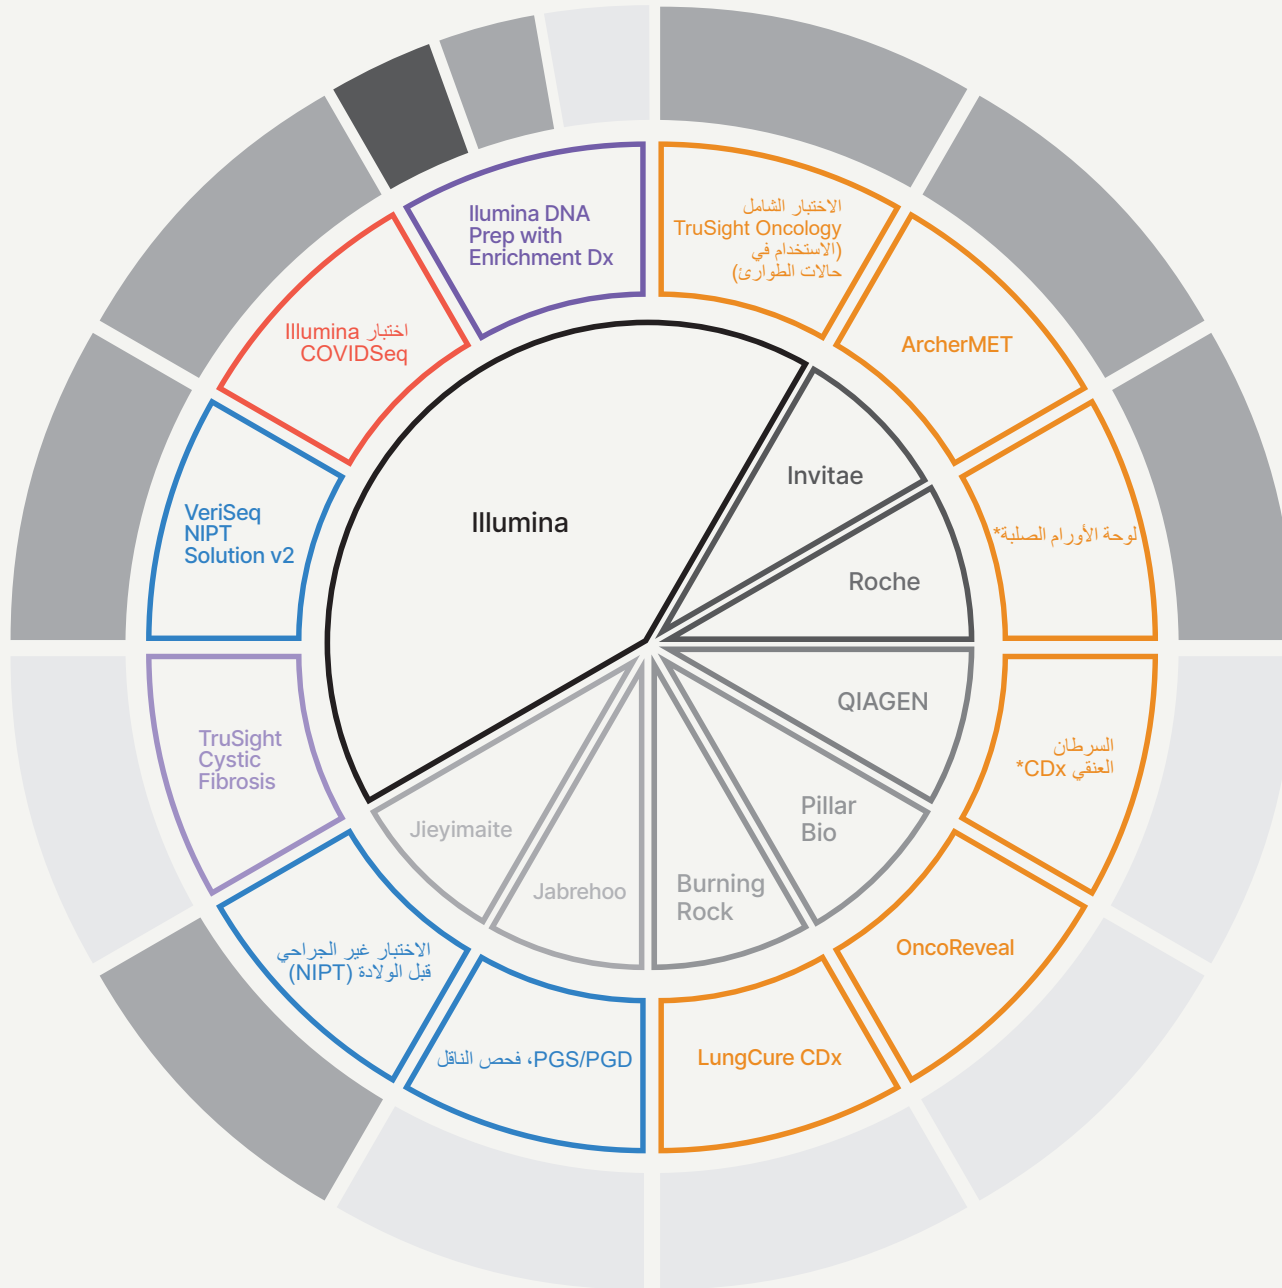 Ilumina DNA
Prep with
Enrichment Dx
الاختبار الشامل
TruSight Oncology
(الاستخدام في
حالات الطوارئ)
ArcherMET
لوحة الأورام الصلبة*
السرطان
العنقي CDx*
OncoReveal
LungCure CDx
PGS/PGD، فحص الناقل
الاختبار غير الجراحي
قبل الولادة (NIPT)
TruSight
Cystic
Fibrosis
VeriSeq
NIPT
Solution v2
اختبار Illumina
COVIDSeq
Illumina
Invitae
Roche
QIAGEN
Pillar
Bio
Burning
Rock
Jabrehoo
Jieyimaite